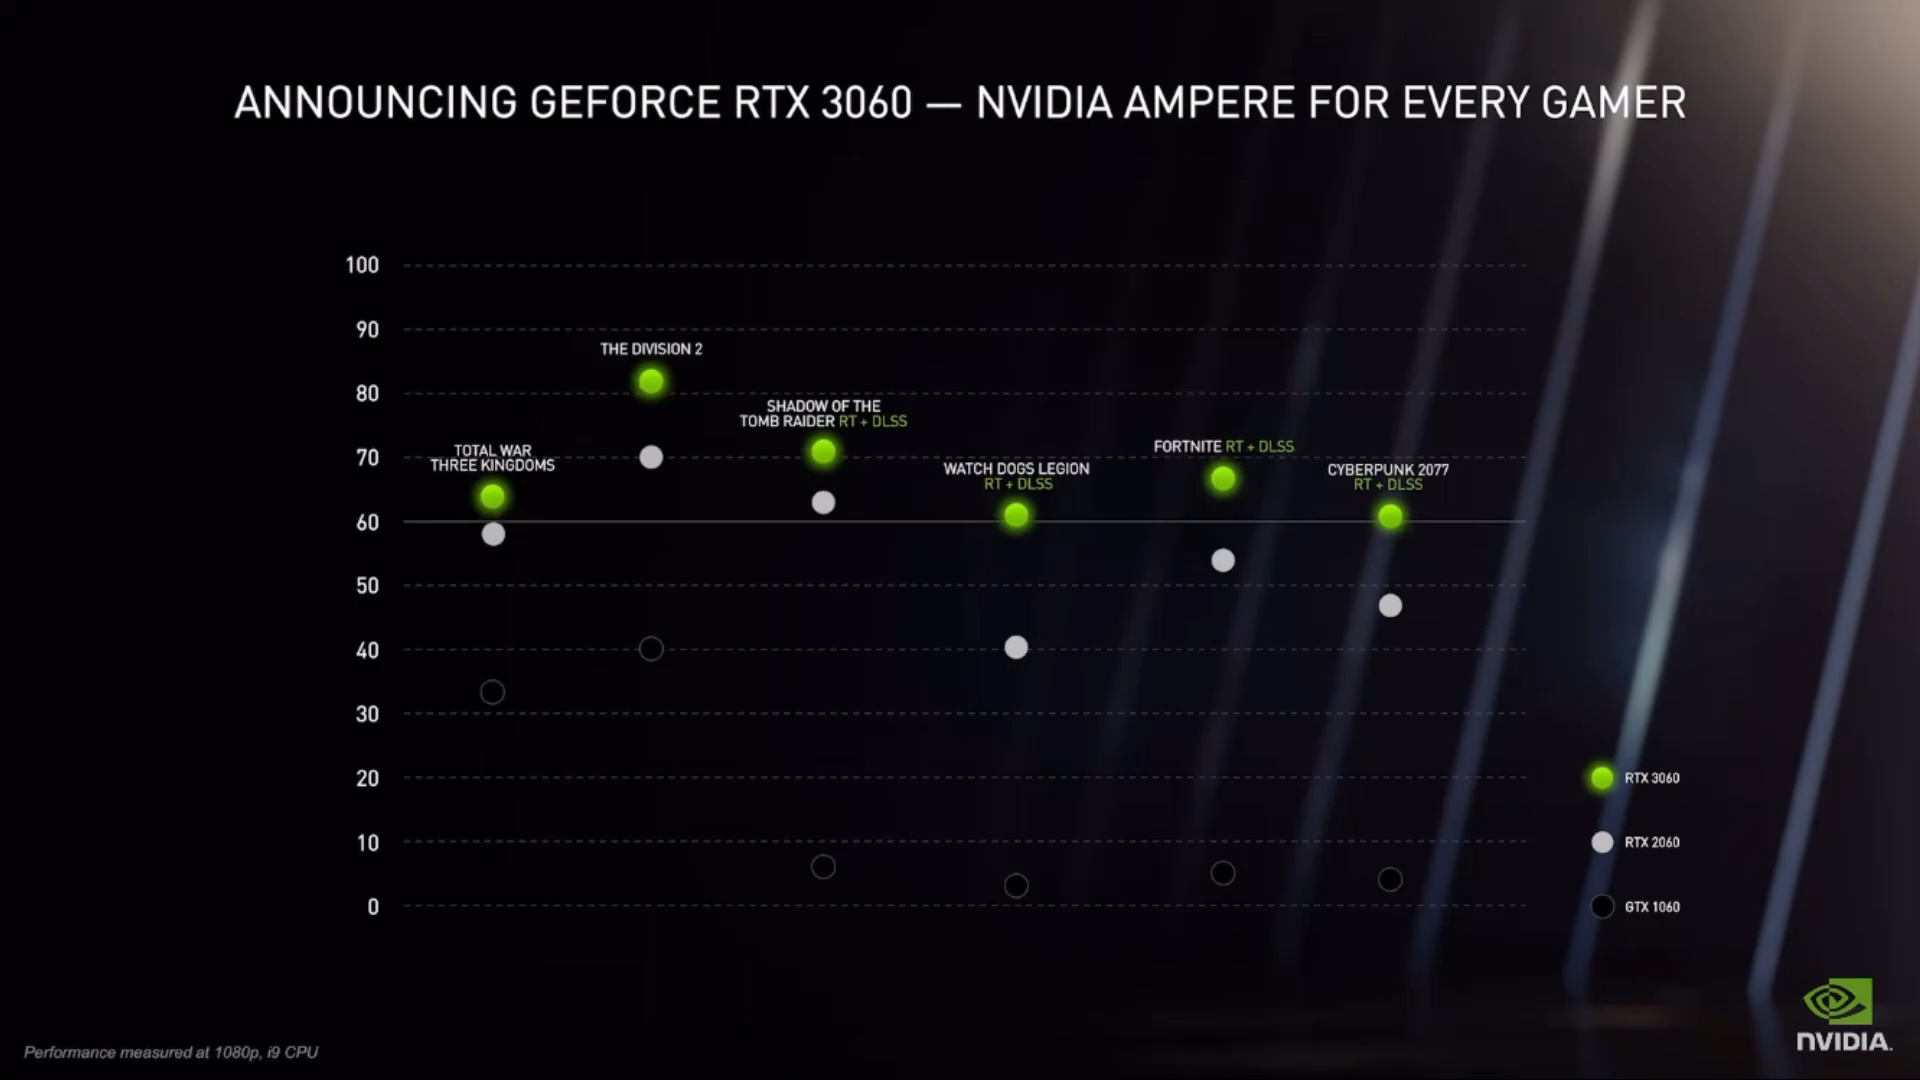 ANNOUNCING GEFORCE RTX 3060 — NVIDIA AMPERE FOR EVERY GAMER
100
90
THE DIVISION 2
80
SHADOW OF THE
TOMB RAIDER RT + DLSS
70
TOTAL WAR
THREE KINGDOMS
WATCH DOGS LEGION
RT + DLSS
FORTNITE RT + DLSS
CYBERPUNK 2077
RT + DLSS
60
50
40
30
20
10
0
RTX 3060
RTX 2060
GTX 1060
Performance measured at 1080p, i9 CPU
NVIDIA.